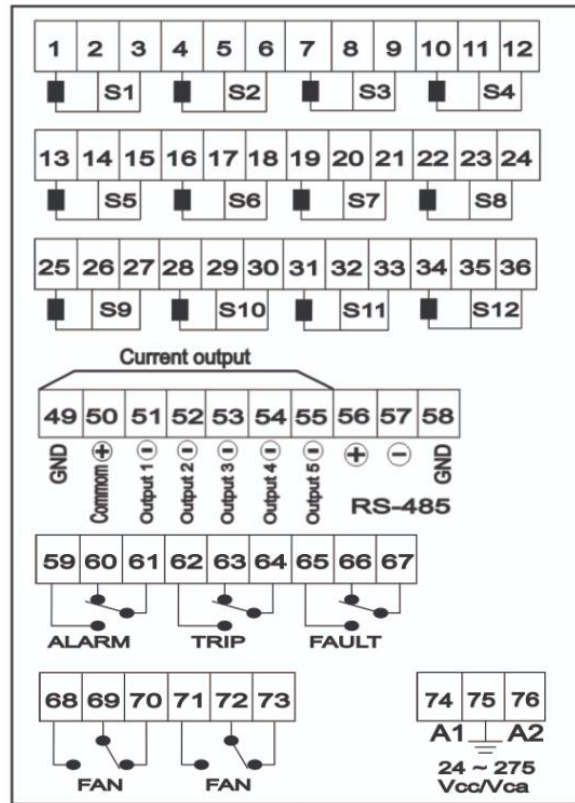 1 2 3 4 5 6 7 8 9 10 11 12
S1 S2 S3 S4
13 14 15 16 17 18 19 20 21 22 23 24
S5 S6 S7 S8
25 26 27 28 29 30 31 32 33 34 35 36
S9 S10 S11 S12
Current output
49 50 51 52 53 54 55 56 57 58
GND Commom + Output 1 - Output 2 - Output 3 - Output 4 - Output 5 - + - GND
RS-485
59 60 61 62 63 64 65 66 67
ALARM TRIP FAULT
68 69 70 71 72 73 74 75 76
A1 A2
FAN FAN 24 ~ 275
Vcc/Vca